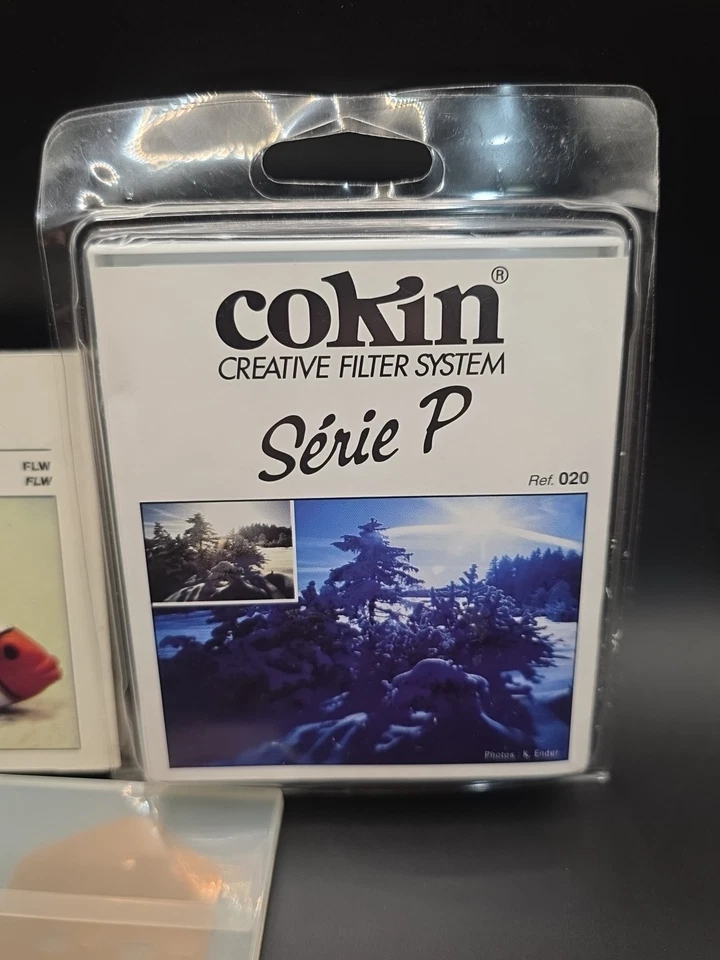 cokin®
CREATIVE FILTER SYSTEM
Série P
Ref. 020
Photos : K. Ender
FLW
FLW